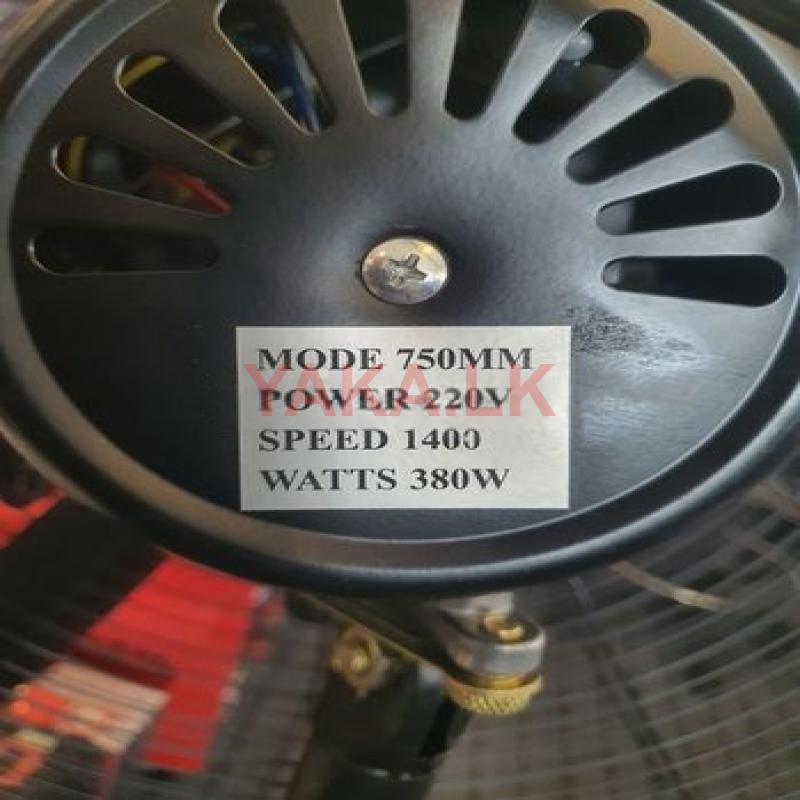 MODE 750MM
POWER 220V
SPEED 1400
WATTS 380W
YAKA.LK